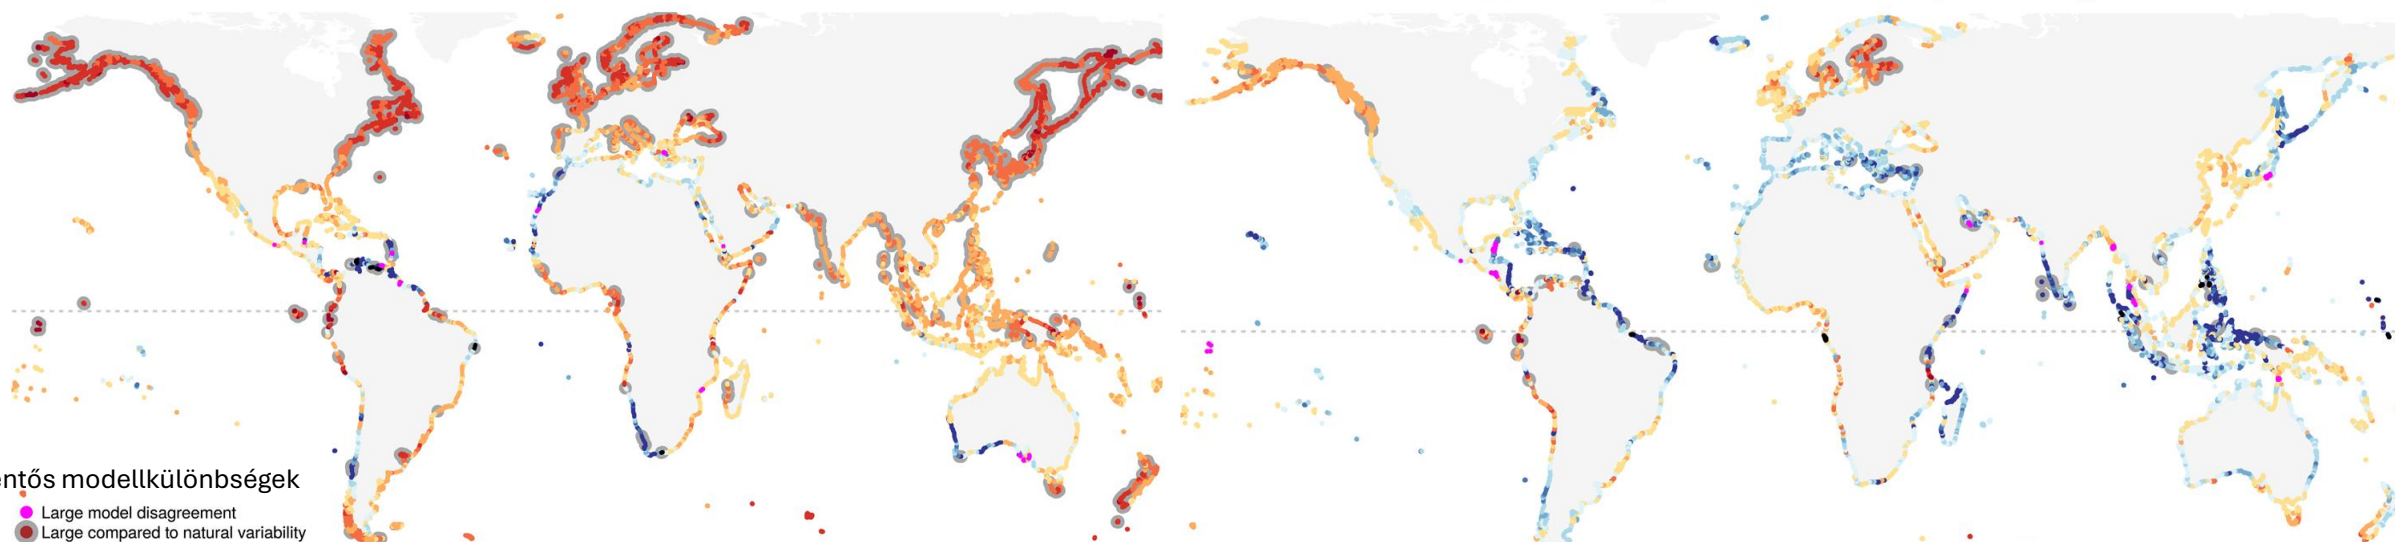 entős modellkülönbségek
Large model disagreement
Large compared to natural variability